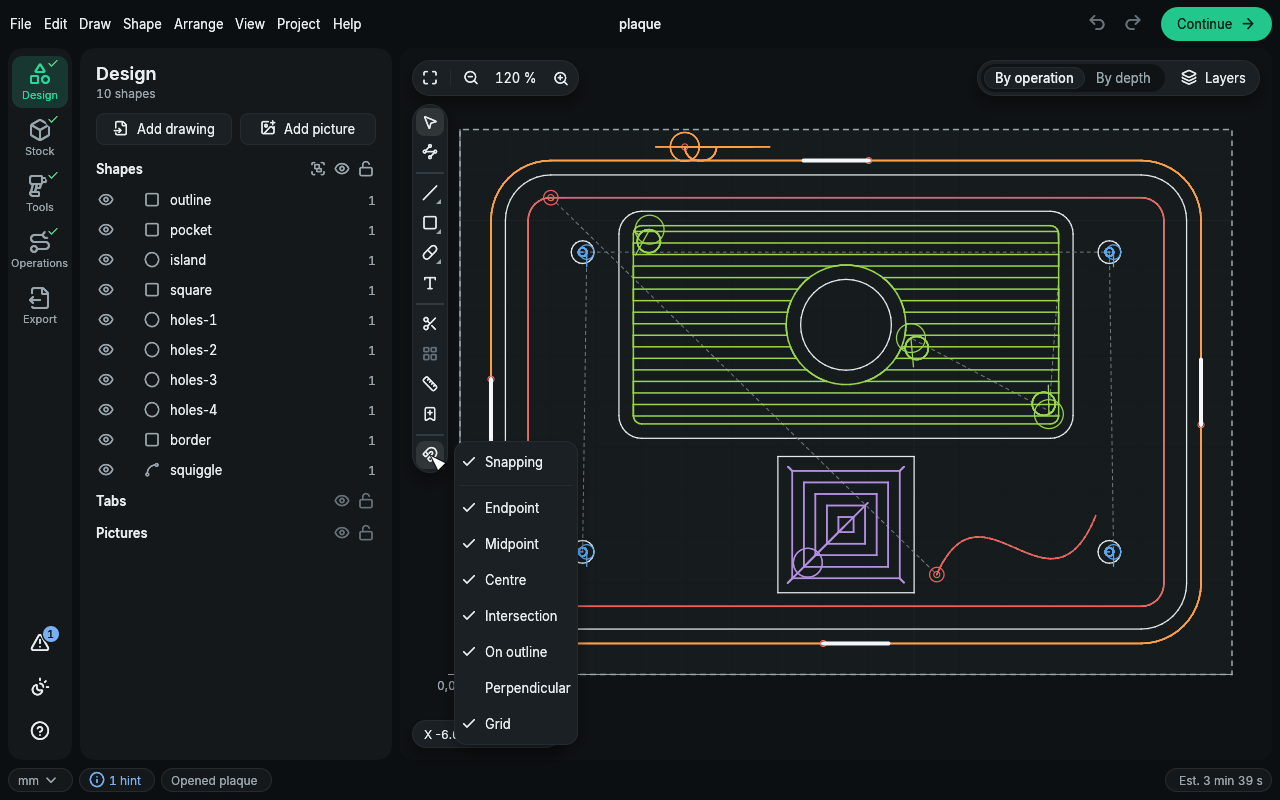 File Edit Draw Shape Arrange View Project Help
plaque
Continue
Design
Stock
Tools
Operations
Export
1
Design
10 shapes
Add drawing
Add picture
Shapes
outline 1
pocket 1
island 1
square 1
holes-1 1
holes-2 1
holes-3 1
holes-4 1
border 1
squiggle 1
Tabs
Pictures
120 %
By operation
By depth
Layers
Snapping
Endpoint
Midpoint
Centre
Intersection
On outline
Perpendicular
Grid
0,0
X -6.
mm
1 hint
Opened plaque
Est. 3 min 39 s